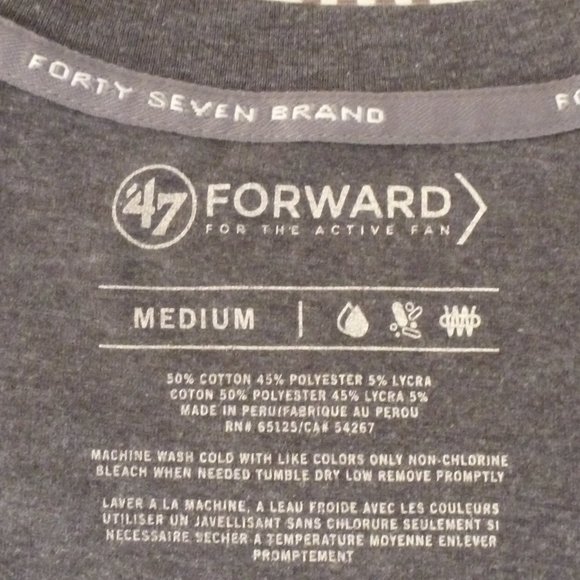 FORTY SEVEN BRAND FO
'47 FORWARD
FOR THE ACTIVE FAN
MEDIUM
50% COTTON 45% POLYESTER 5% LYCRA
COTON 50% POLYESTER 45% LYCRA 5%
MADE IN PERU/FABRIQUE AU PEROU
RN# 65125/CA# 54267
MACHINE WASH COLD WITH LIKE COLORS ONLY NON-CHLORINE
BLEACH WHEN NEEDED TUMBLE DRY LOW REMOVE PROMPTLY
LAVER A LA MACHINE, A LEAU FROIDE AVEC LES COULEURS
UTILISER UN JAVELLISANT SANS CHLORURE SEULEMENT SI
NECESSAIRE SECHER A TEMPERATURE MOYENNE ENLEVER
PROMPTEMENT